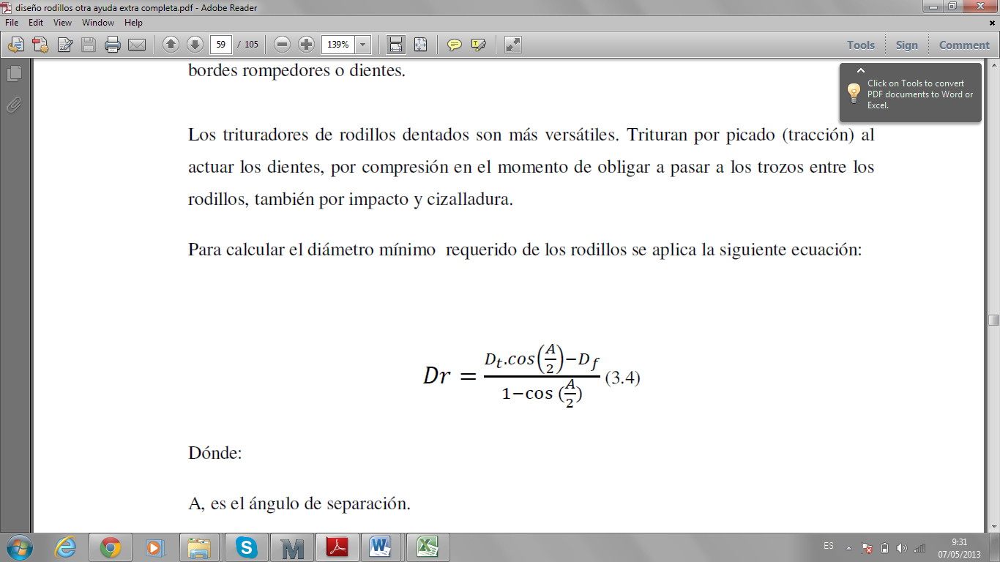 diseño rodillos otra ayuda extra completa.pdf - Adobe Reader
File Edit View Window Help
59 / 105 139% Tools Sign Comment
Click on Tools to convert
PDF documents to Word or
Excel.
bordes rompedores o dientes.
Los trituradores de rodillos dentados son más versátiles. Trituran por picado (tracción) al
actuar los dientes, por compresión en el momento de obligar a pasar a los trozos entre los
rodillos, también por impacto y cizalladura.
Para calcular el diámetro mínimo requerido de los rodillos se aplica la siguiente ecuación:
Dr = \frac{D_t.cos(\frac{A}{2})-D_f}{1-cos (\frac{A}{2})} (3.4)
Dónde:
A, es el ángulo de separación.
ES 9:31
07/05/2013